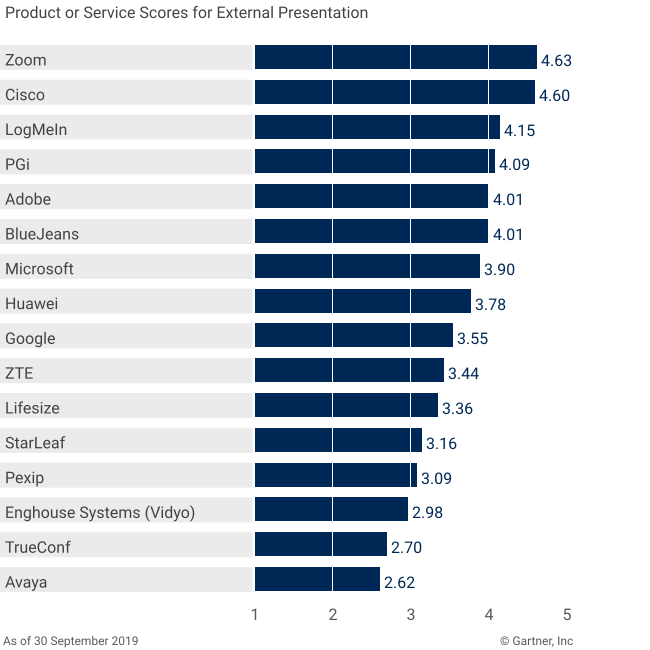 Product or Service Scores for External Presentation
Zoom 4.63
Cisco 4.60
LogMeIn 4.15
PGi 4.09
Adobe 4.01
BlueJeans 4.01
Microsoft 3.90
Huawei 3.78
Google 3.55
ZTE 3.44
Lifesize 3.36
StarLeaf 3.16
Pexip 3.09
Enghouse Systems (Vidyo) 2.98
TrueConf 2.70
Avaya 2.62
1 2 3 4 5
As of 30 September 2019 © Gartner, Inc